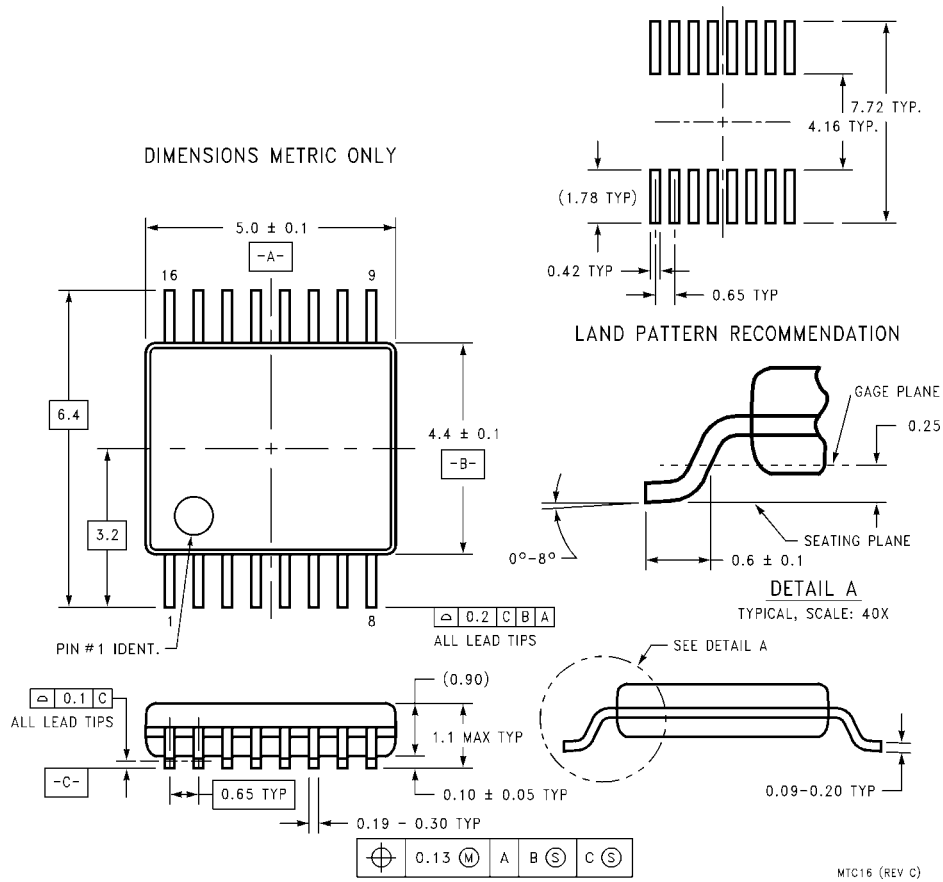 7.72 TYP.
4.16 TYP.
DIMENSIONS METRIC ONLY
(1.78 TYP)
5.0 ± 0.1
-A-
16
9
0.42 TYP
0.65 TYP
LAND PATTERN RECOMMENDATION
GAGE PLANE
6.4
4.4 ± 0.1
0.25
-B-
3.2
SEATING PLANE
0°-8°
0.6 ± 0.1
DETAIL A
TYPICAL, SCALE: 40X
1
8
⌓ 0.2 C B A
ALL LEAD TIPS
PIN #1 IDENT.
SEE DETAIL A
(0.90)
⌓ 0.1 C
ALL LEAD TIPS
1.1 MAX TYP
-C-
0.65 TYP
0.10 ± 0.05 TYP
0.09-0.20 TYP
0.19 - 0.30 TYP
⌖ 0.13 Ⓜ A B Ⓢ C Ⓢ
MTC16 (REV C)